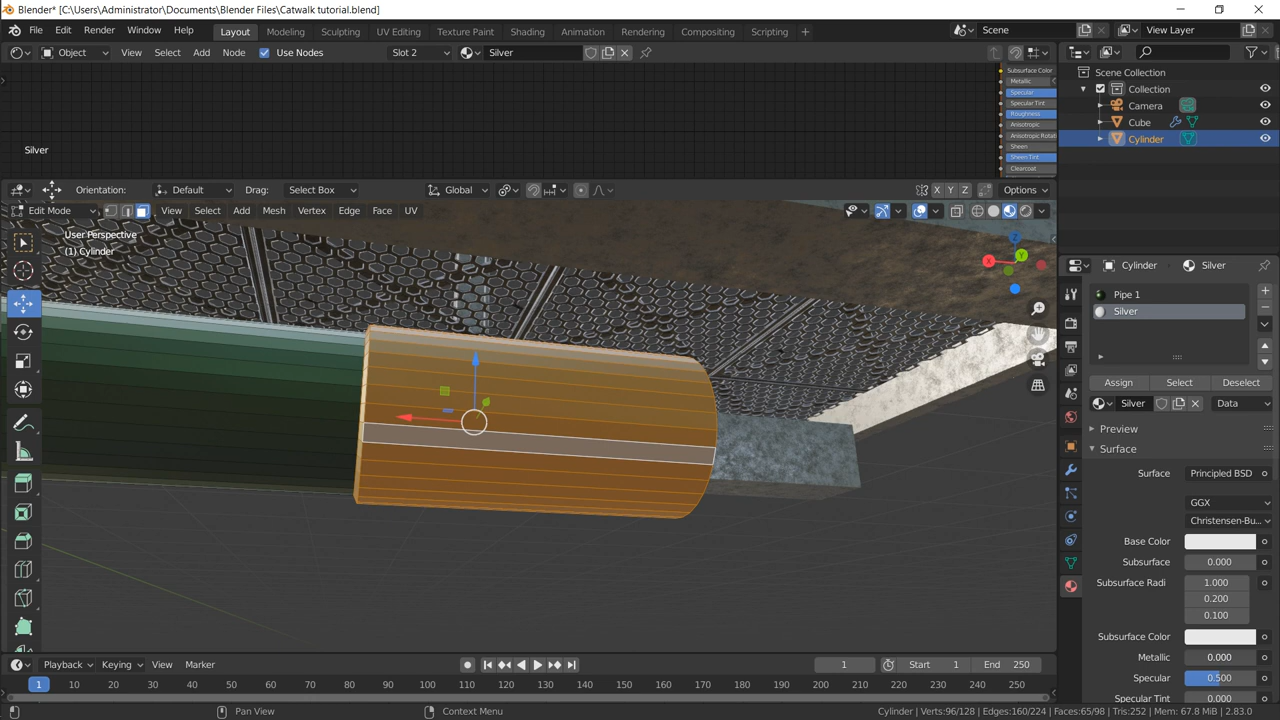 Blender* [C:\Users\Administrator\Documents\Blender Files\Catwalk tutorial.blend]
File Edit Render Window Help Layout Modeling Sculpting UV Editing Texture Paint Shading Animation Rendering Compositing Scripting + Scene View Layer
Object View Select Add Node Use Nodes Slot 2 Silver
Scene Collection
Collection
Camera
Cube
Cylinder
Subsurface Color
Metallic
Specular
Specular Tint
Roughness
Anisotropic
Anisotropic Rotat
Sheen
Sheen Tint
Clearcoat
Silver
Orientation: Default Drag: Select Box Global X Y Z Options
Edit Mode View Select Add Mesh Vertex Edge Face UV
User Perspective
(1) Cylinder
Z
Y
X
Cylinder Silver
Pipe 1
Silver
Assign Select Deselect
Silver Data
Preview
Surface
Surface Principled BSD
GGX
Christensen-Bu...
Base Color
Subsurface 0.000
Subsurface Radi 1.000
0.200
0.100
Subsurface Color
Metallic 0.000
Specular 0.500
Specular Tint 0.000
Playback Keying View Marker 1 Start 1 End 250
1 10 20 30 40 50 60 70 80 90 100 110 120 130 140 150 160 170 180 190 200 210 220 230 240 250
Pan View Context Menu Cylinder | Verts:96/128 | Edges:160/224 | Faces:65/98 | Tris:252 | Mem: 67.8 MiB | 2.83.0